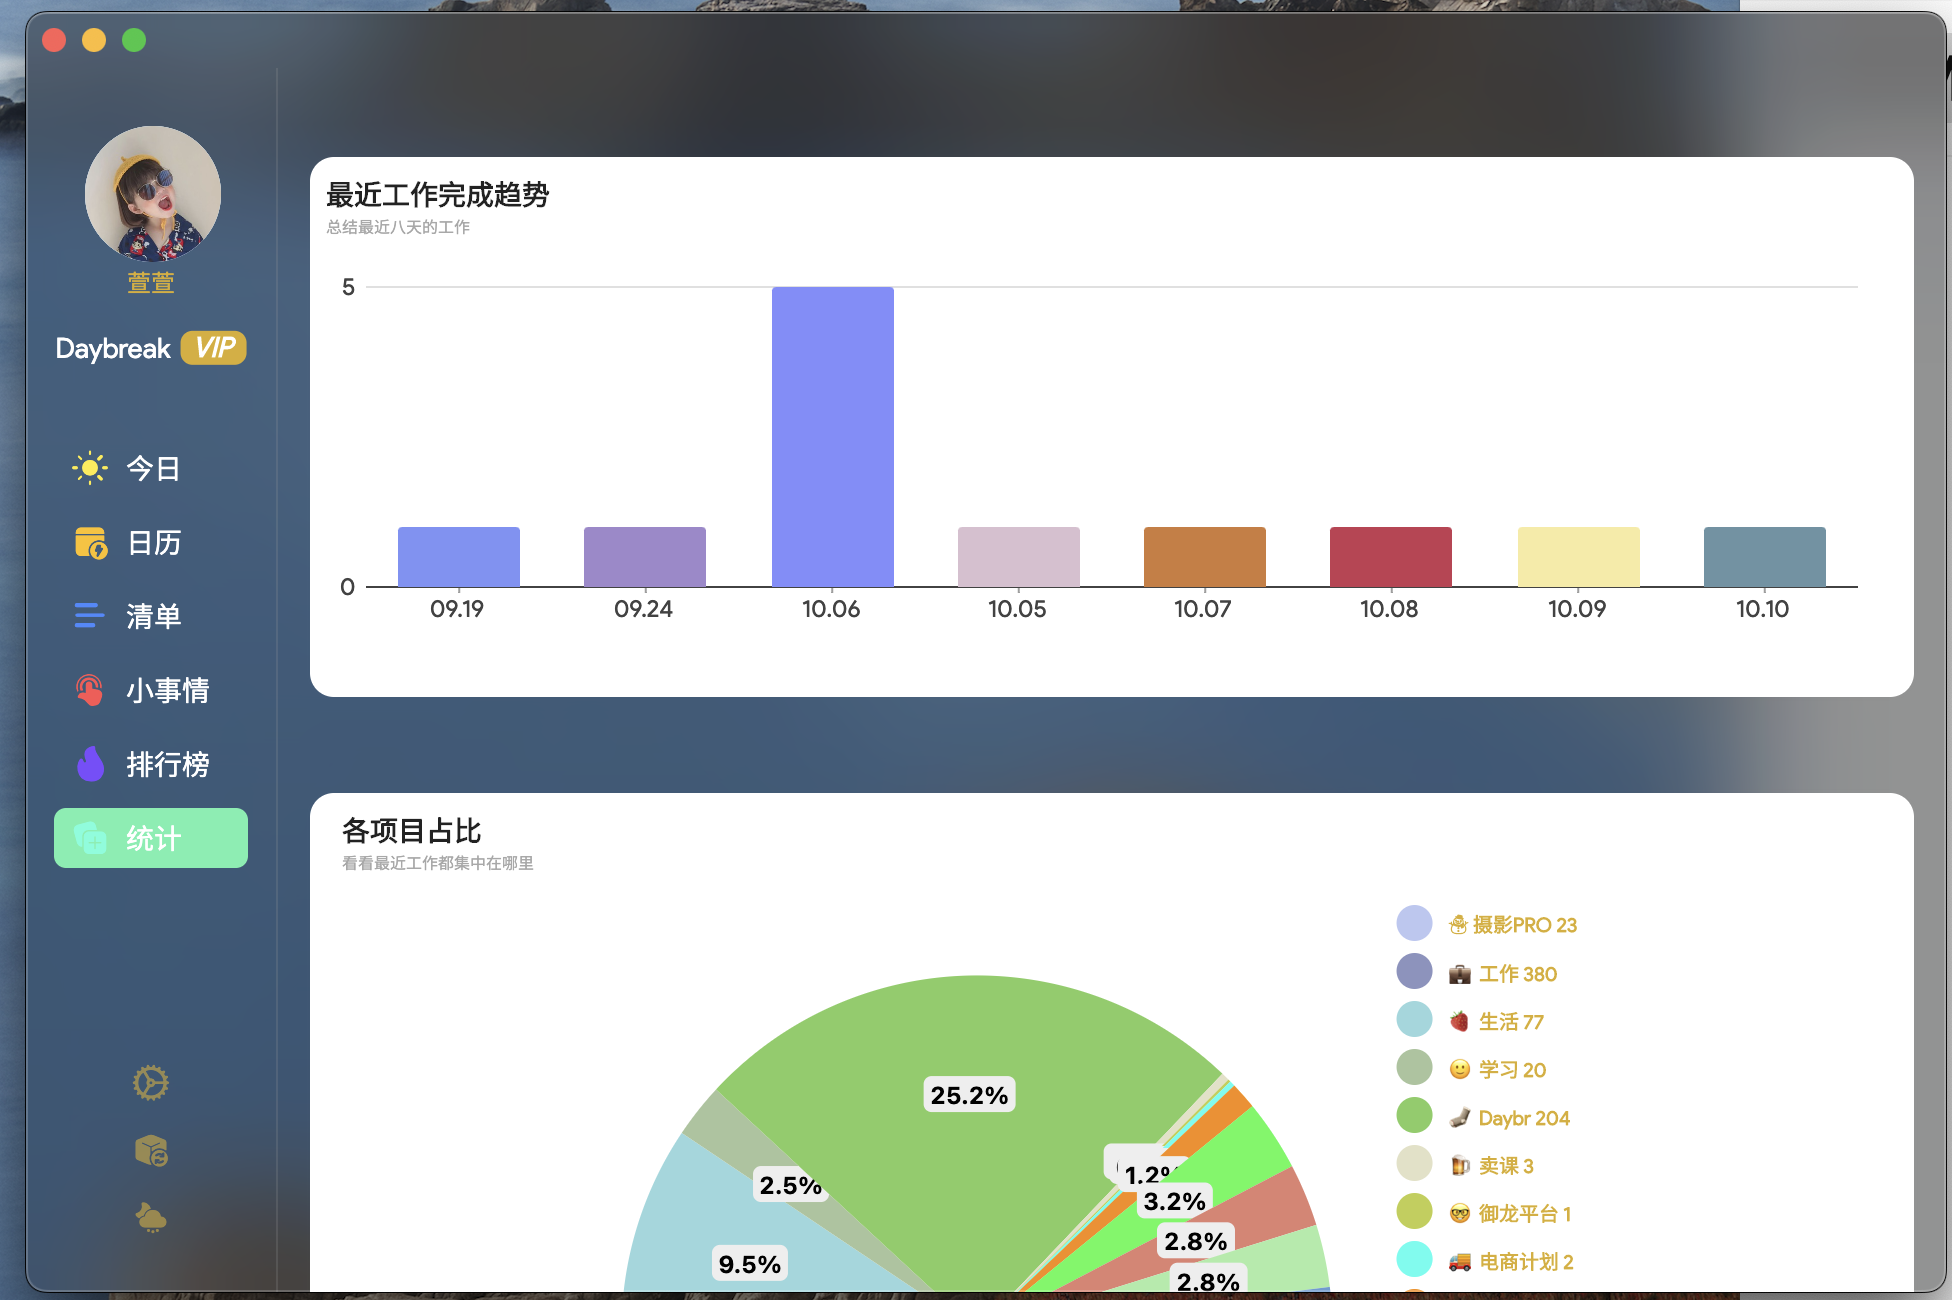 萱萱
Daybreak VIP
今日
日历
清单
小事情
排行榜
统计
最近工作完成趋势
总结最近八天的工作
5
0
09.19 09.24 10.06 10.05 10.07 10.08 10.09 10.10
各项目占比
看看最近工作都集中在哪里
25.2%
2.5%
9.5%
1.2%
3.2%
2.8%
2.8%
摄影PRO 23
工作 380
生活 77
学习 20
Daybr 204
卖课 3
御龙平台 1
电商计划 2